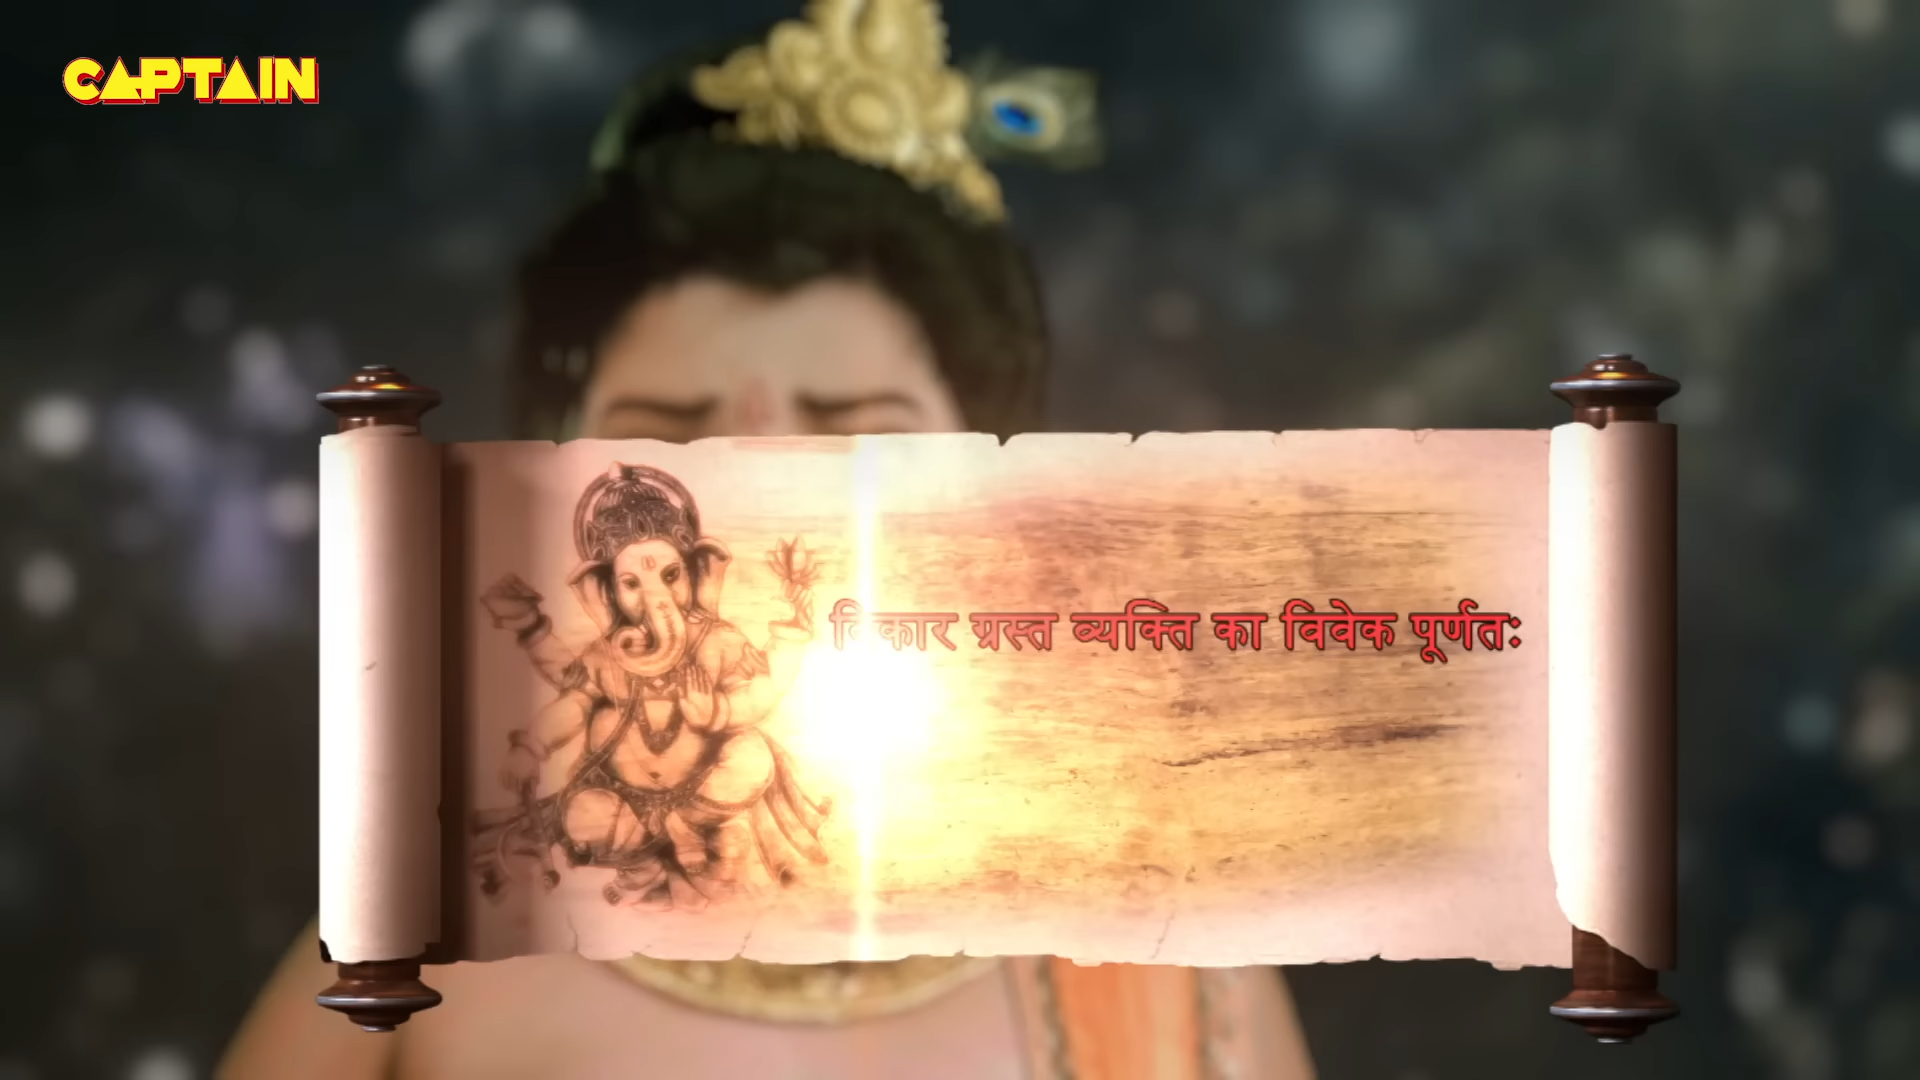 CAPTAIN
विकार ग्रस्त व्यक्ति का विवेक पूर्णतः